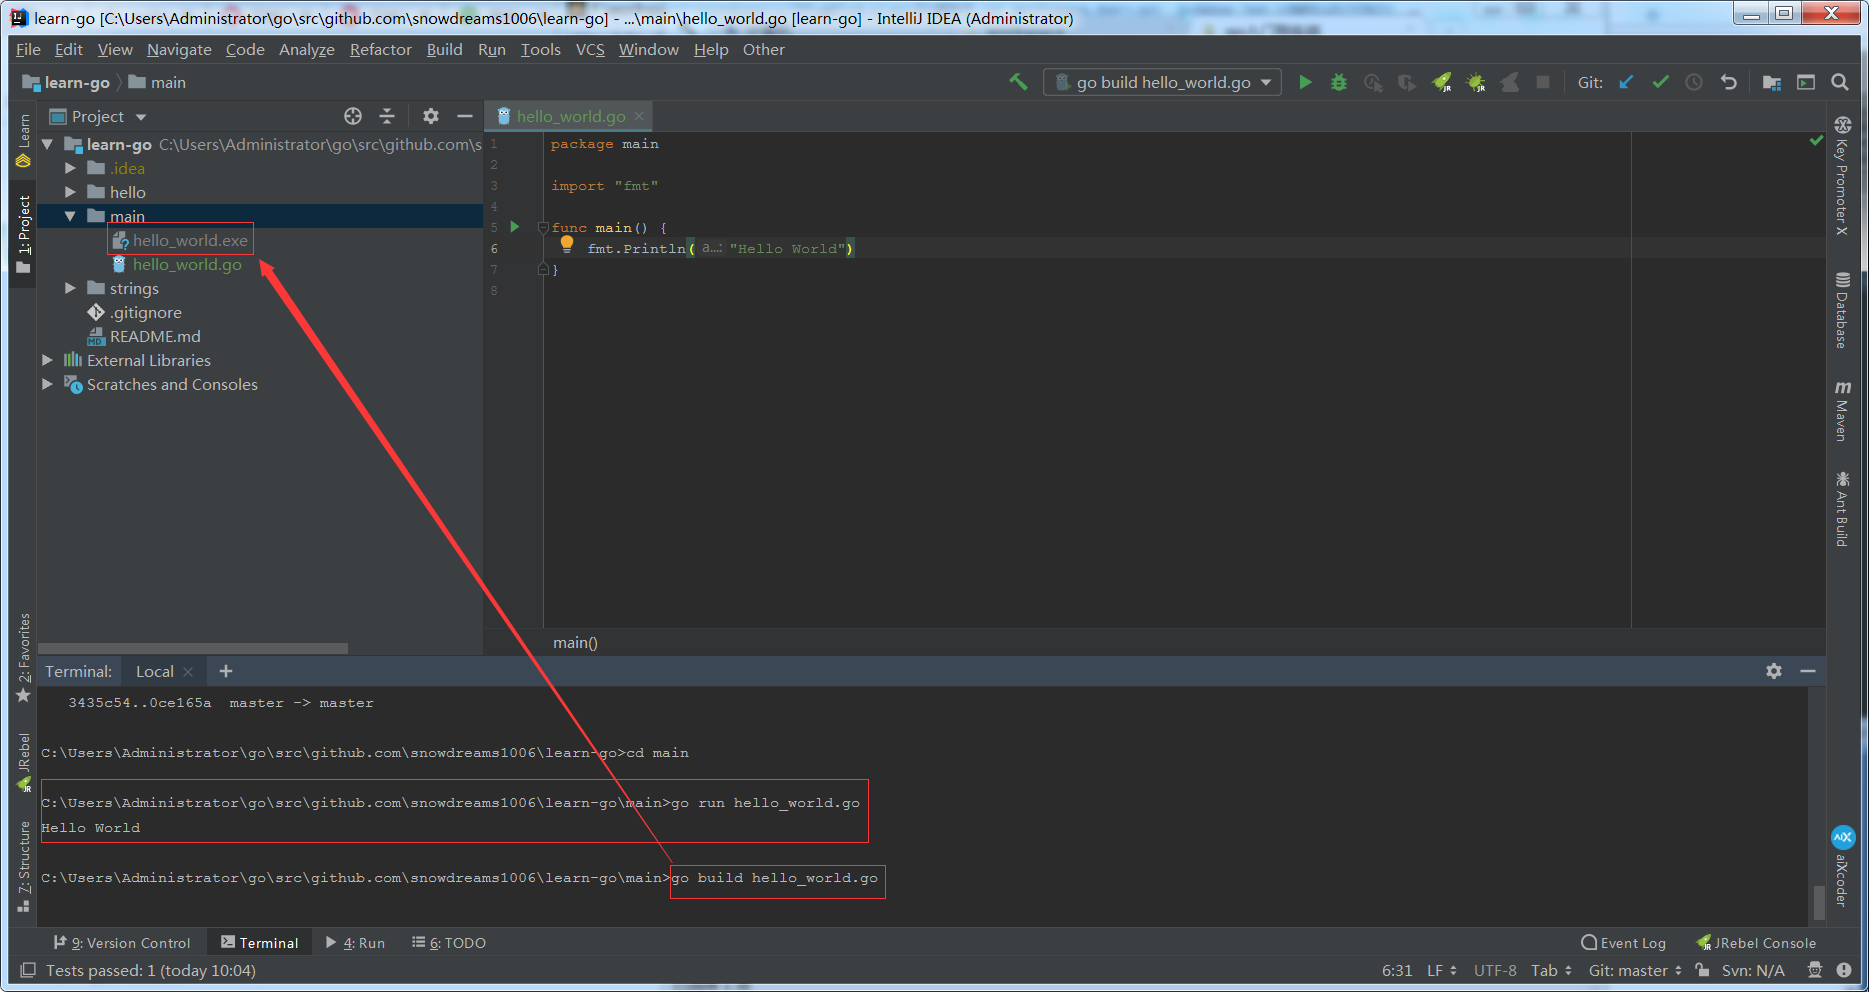 learn-go [C:\Users\Administrator\go\src\github.com\snowdreams1006\learn-go] - ...\main\hello_world.go [learn-go] - IntelliJ IDEA (Administrator)
File Edit View Navigate Code Analyze Refactor Build Run Tools VCS Window Help Other
learn-go main go build hello_world.go Git:
Learn
1: Project
2: Favorites
JRebel
Z: Structure
Project
learn-go C:\Users\Administrator\go\src\github.com\s
.idea
hello
main
hello_world.exe
hello_world.go
strings
.gitignore
README.md
External Libraries
Scratches and Consoles
hello_world.go
1 package main
2
3 import "fmt"
4
5 func main() {
6 fmt.Println( a...: "Hello World")
7 }
8
main()
Key Promoter X
Database
Maven
Ant Build
aiXcoder
Terminal: Local
3435c54..0ce165a master -> master
C:\Users\Administrator\go\src\github.com\snowdreams1006\learn-go>cd main
C:\Users\Administrator\go\src\github.com\snowdreams1006\learn-go\main>go run hello_world.go
Hello World
C:\Users\Administrator\go\src\github.com\snowdreams1006\learn-go\main>go build hello_world.go
9: Version Control Terminal 4: Run 6: TODO Event Log JRebel Console
Tests passed: 1 (today 10:04) 6:31 LF UTF-8 Tab Git: master Svn: N/A